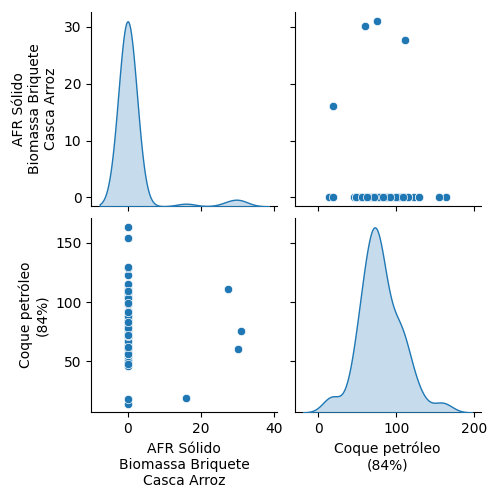 AFR Sólido
Biomassa Briquete
Casca Arroz
30
20
10
0
Coque petróleo
(84%)
150
100
50
0
20
40
AFR Sólido
Biomassa Briquete
Casca Arroz
0
100
200
Coque petróleo
(84%)